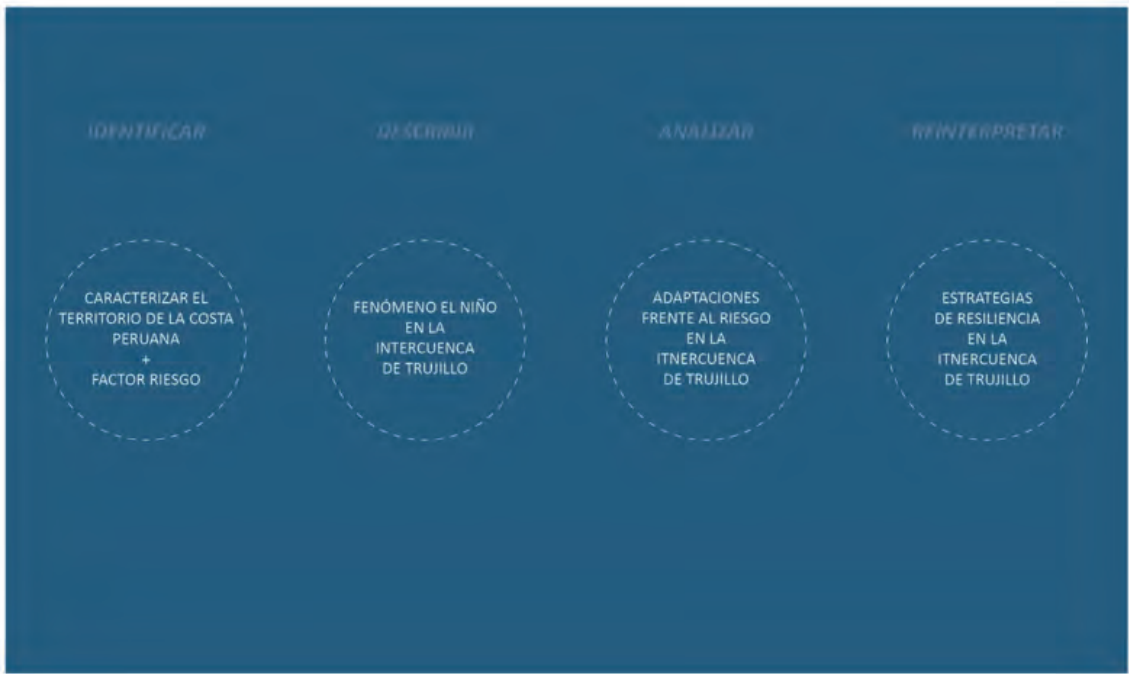 IDENTIFICAR
DESCRIBIR
ANALIZAR
REINTERPRETAR
CARACTERIZAR EL
TERRITORIO DE LA COSTA
PERUANA
+
FACTOR RIESGO
FENÓMENO EL NIÑO
EN LA
INTERCUENCA
DE TRUJILLO
ADAPTACIONES
FRENTE AL RIESGO
EN LA
ITNERCUENCA
DE TRUJILLO
ESTRATEGIAS
DE RESILIENCIA
EN LA
ITNERCUENCA
DE TRUJILLO